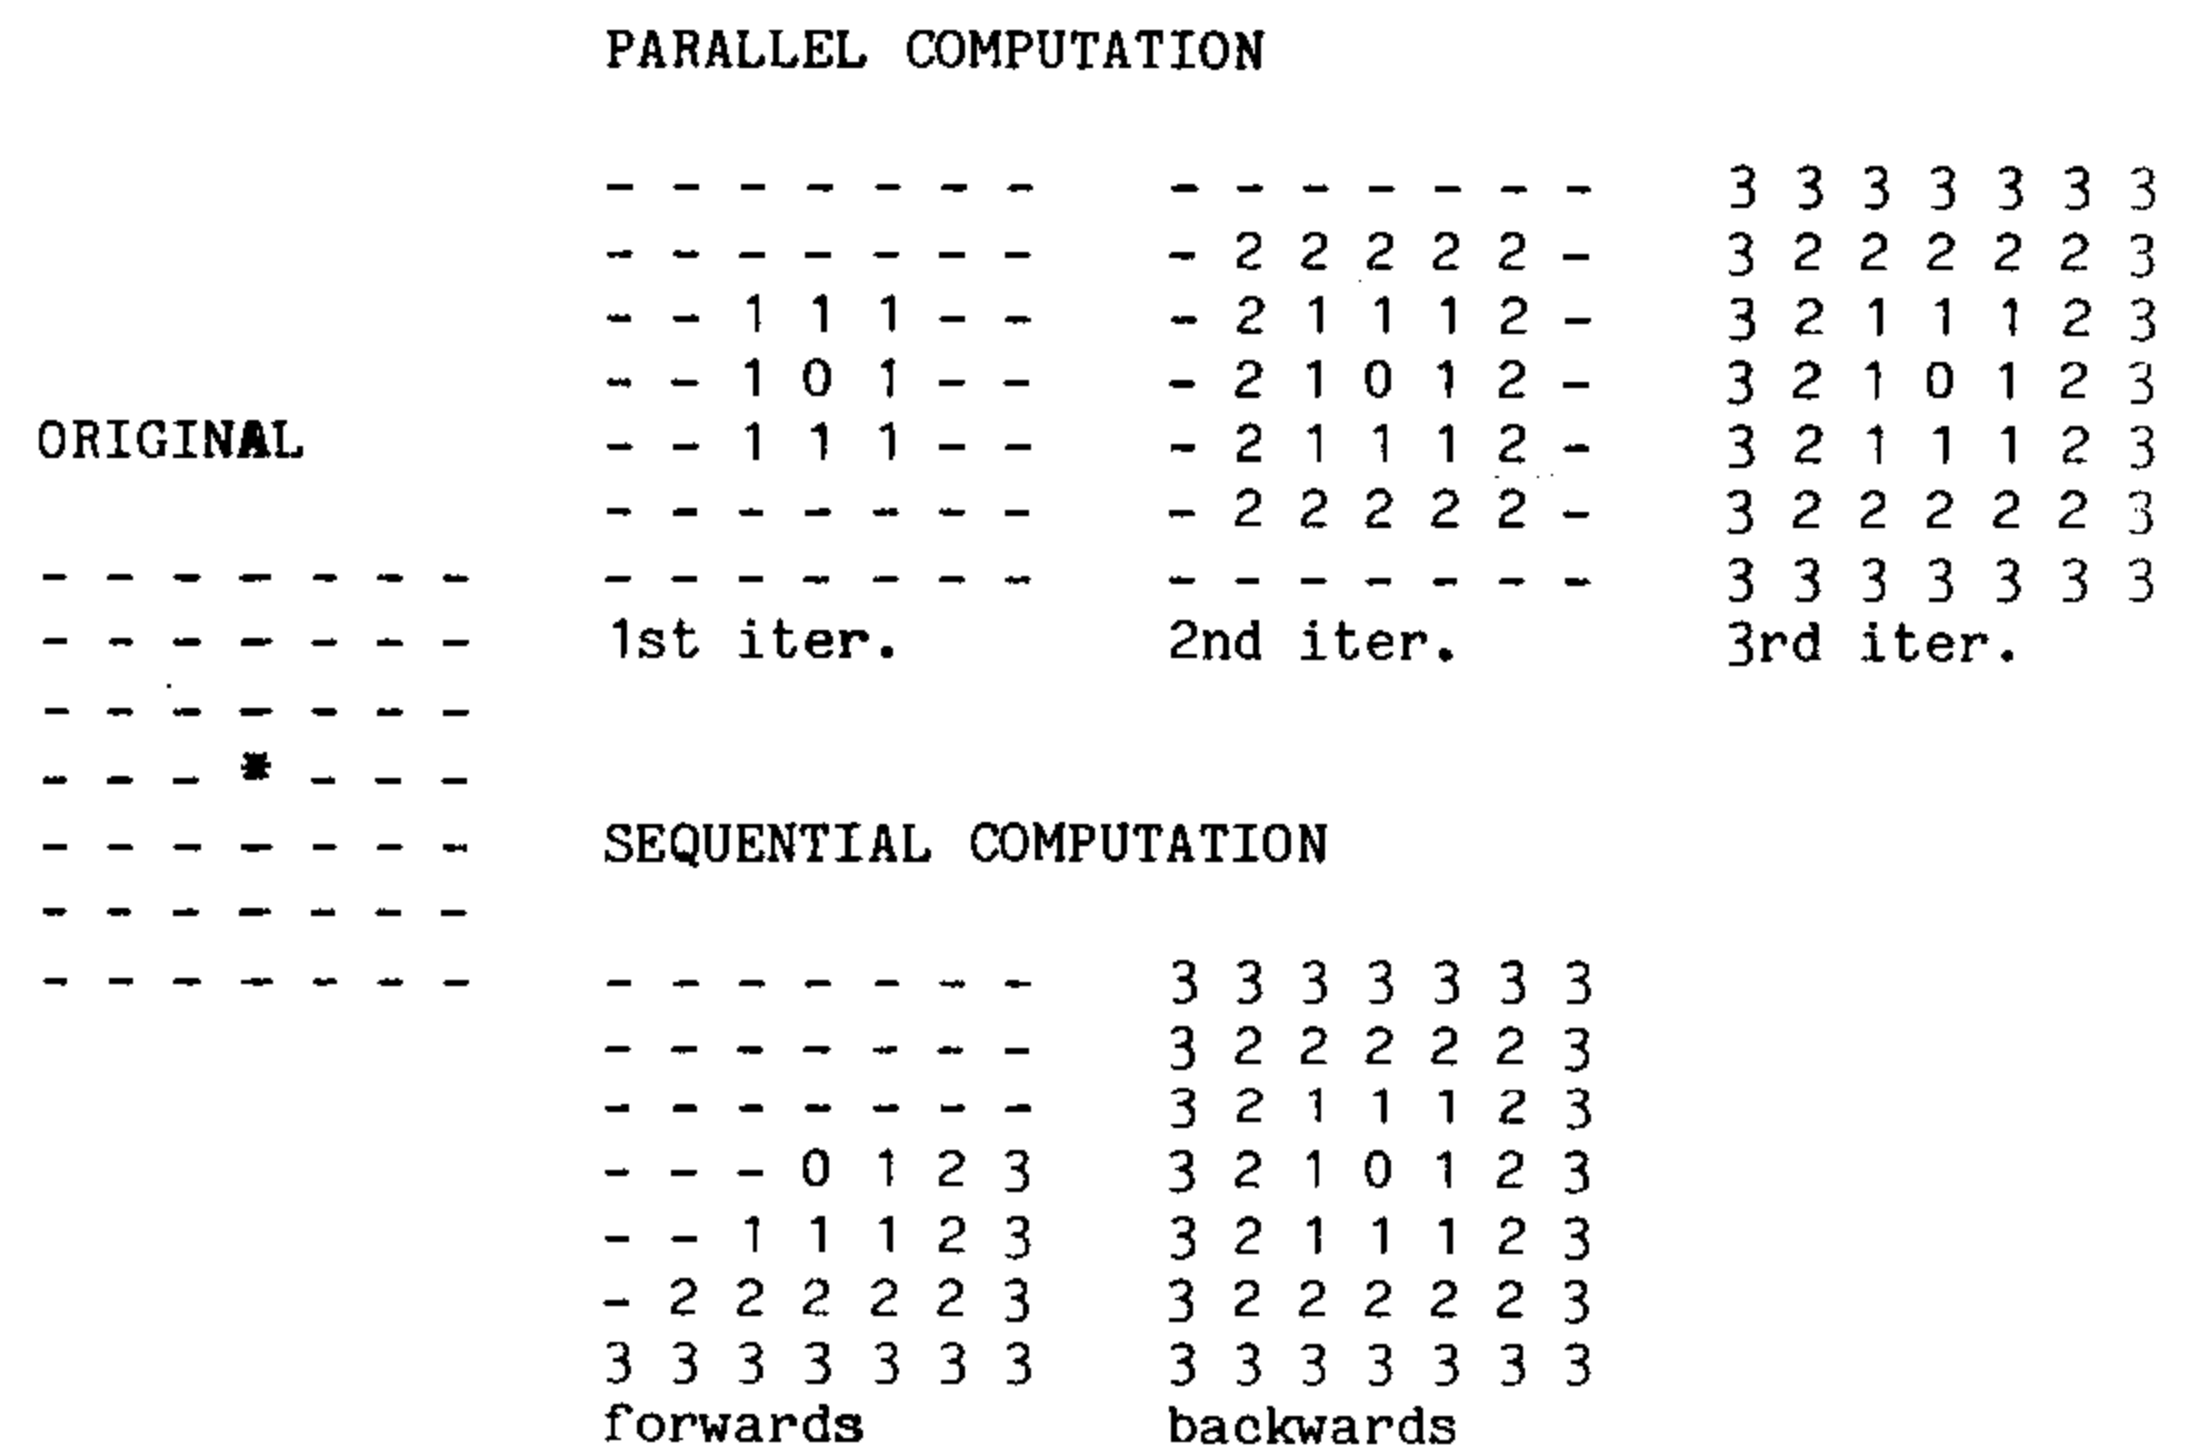 PARALLEL COMPUTATION
- - - - - - -
- - - - - - -
- - 1 1 1 - -
- - 1 0 1 - -
- - 1 1 1 - -
- - - - - - -
- - - - - - -
1st iter.
- - - - - - -
- 2 2 2 2 2 -
- 2 1 1 1 2 -
- 2 1 0 1 2 -
- 2 1 1 1 2 -
- 2 2 2 2 2 -
- - - - - - -
2nd iter.
3 3 3 3 3 3 3
3 2 2 2 2 2 3
3 2 1 1 1 2 3
3 2 1 0 1 2 3
3 2 1 1 1 2 3
3 2 2 2 2 2 3
3 3 3 3 3 3 3
3rd iter.
ORIGINAL
- - - - - - -
- - - - - - -
- - - - - - -
- - - * - - -
- - - - - - -
- - - - - - -
- - - - - - -
SEQUENTIAL COMPUTATION
- - - - - - -
- - - - - - -
- - - - - - -
- - - 0 1 2 3
- - 1 1 1 2 3
- 2 2 2 2 2 3
3 3 3 3 3 3 3
forwards
3 3 3 3 3 3 3
3 2 2 2 2 2 3
3 2 1 1 1 2 3
3 2 1 0 1 2 3
3 2 1 1 1 2 3
3 2 2 2 2 2 3
3 3 3 3 3 3 3
backwards